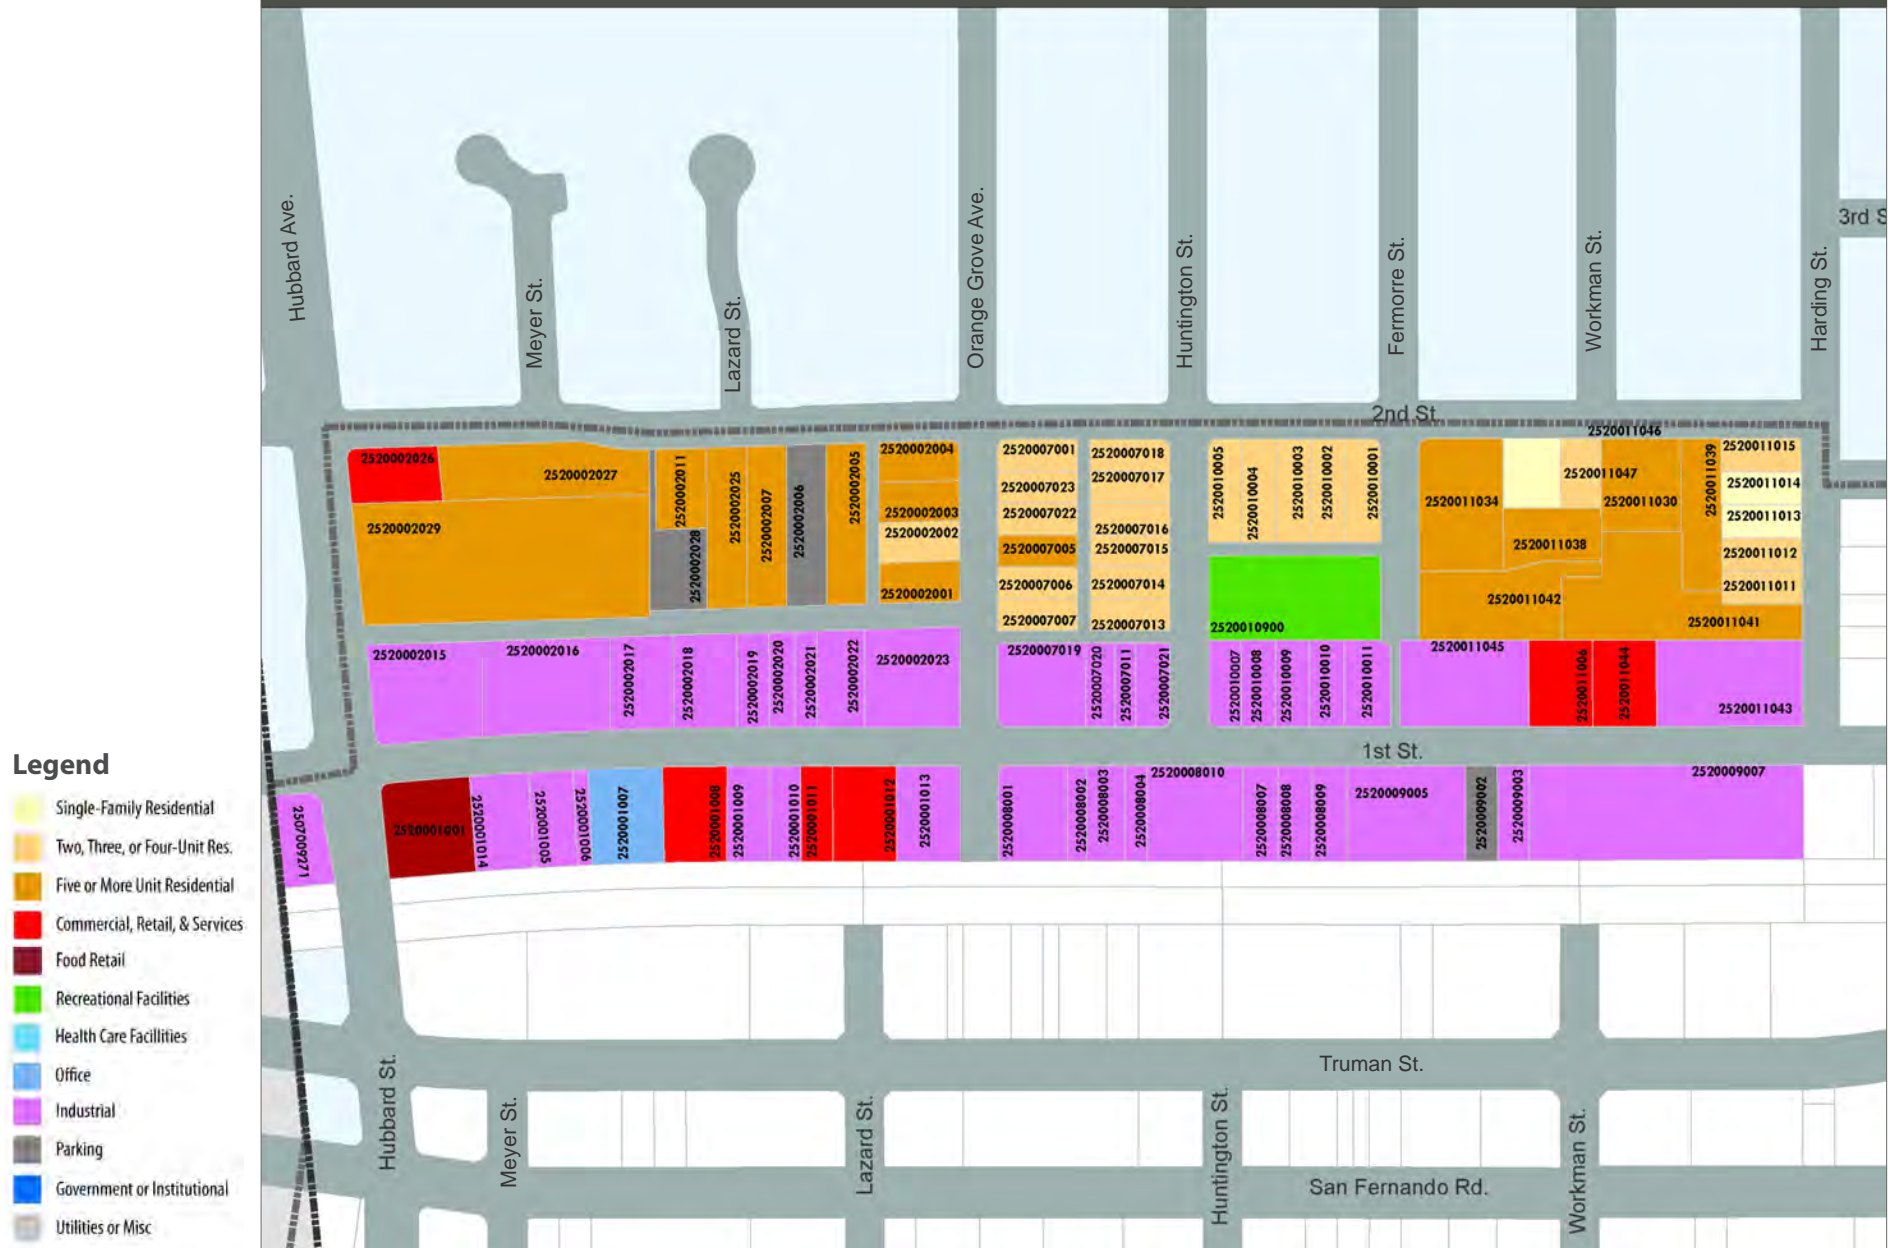 Hubbard Ave.
Meyer St.
Lazard St.
Orange Grove Ave.
Huntington St.
Fermorre St.
Workman St.
Harding St.
3rd S
2nd St.
2520002026
2520002027
2520002029
2520002011
2520002028
2520002025
2520002007
2520002006
2520002005
2520002004
2520002003
2520002002
2520002001
2520007001
2520007023
2520007022
2520007005
2520007006
2520007007
2520007018
2520007017
2520007016
2520007015
2520007014
2520007013
2520010005
2520010004
2520010003
2520010002
2520010001
2520010900
2520011034
2520011046
2520011047
2520011030
2520011038
2520011042
2520011039
2520011041
2520011015
2520011014
2520011013
2520011012
2520011011
2520002015
2520002016
2520002017
2520002018
2520002019
2520002020
2520002021
2520002022
2520002023
2520007019
2520007020
2520007011
2520007021
2520010007
2520010008
2520010009
2520010010
2520010011
2520011045
2520011006
2520011044
2520011043
1st St.
2507009271
2520001001
2520001014
2520001005
2520001006
2520001007
2520001008
2520001009
2520001010
2520001011
2520001012
2520001013
2520008001
2520008002
2520008003
2520008004
2520008010
2520008007
2520008008
2520008009
2520009005
2520009002
2520009003
2520009007
Legend
Single-Family Residential
Two, Three, or Four-Unit Res.
Five or More Unit Residential
Commercial, Retail, & Services
Food Retail
Recreational Facilities
Health Care Facillities
Office
Industrial
Parking
Government or Institutional
Utilities or Misc
Truman St.
Hubbard St.
Meyer St.
Lazard St.
Huntington St.
Workman St.
San Fernando Rd.